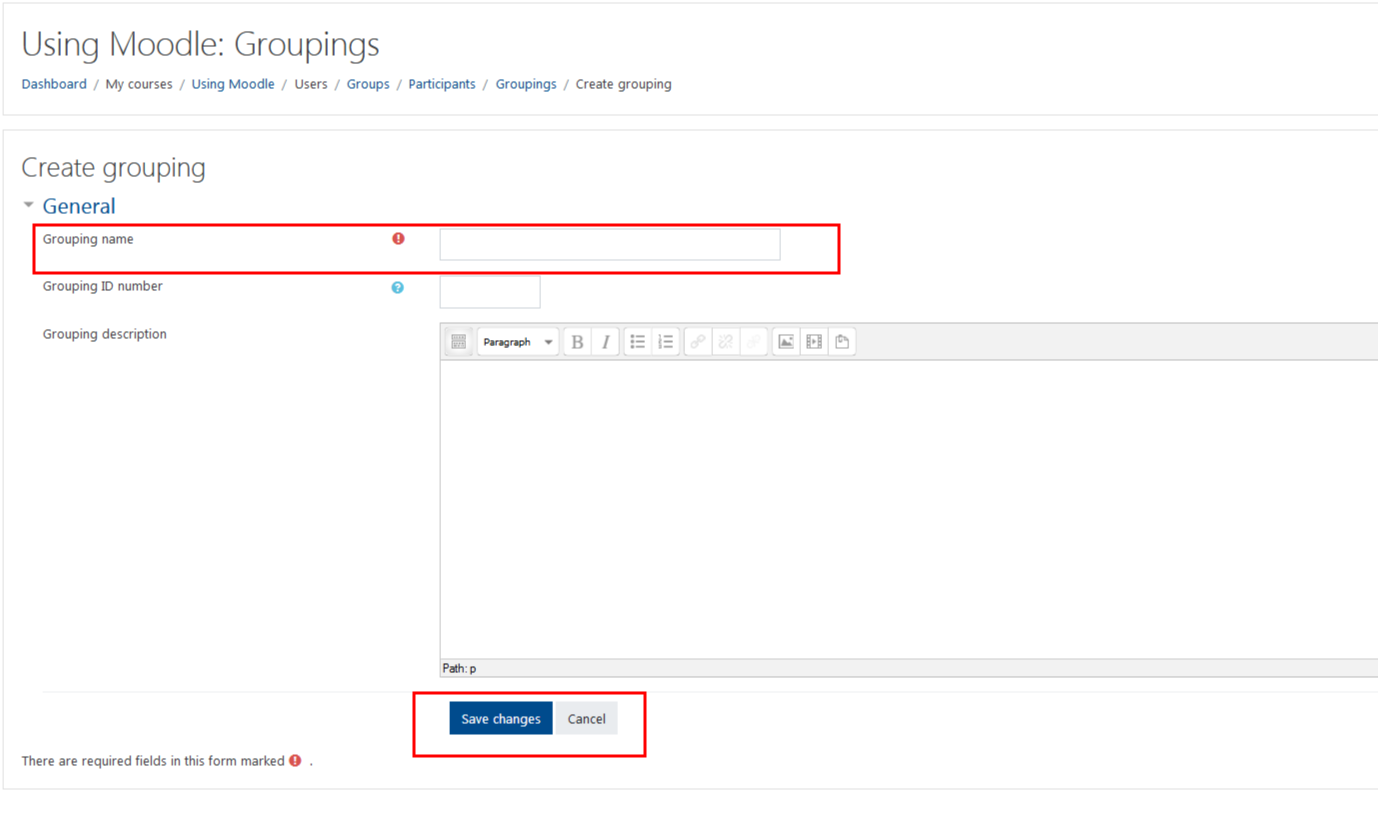 Using Moodle: Groupings
Dashboard / My courses / Using Moodle / Users / Groups / Participants / Groupings / Create grouping
Create grouping
General
Grouping name
Grouping ID number
Grouping description
Paragraph B I
Path: p
Save changes Cancel
There are required fields in this form marked .